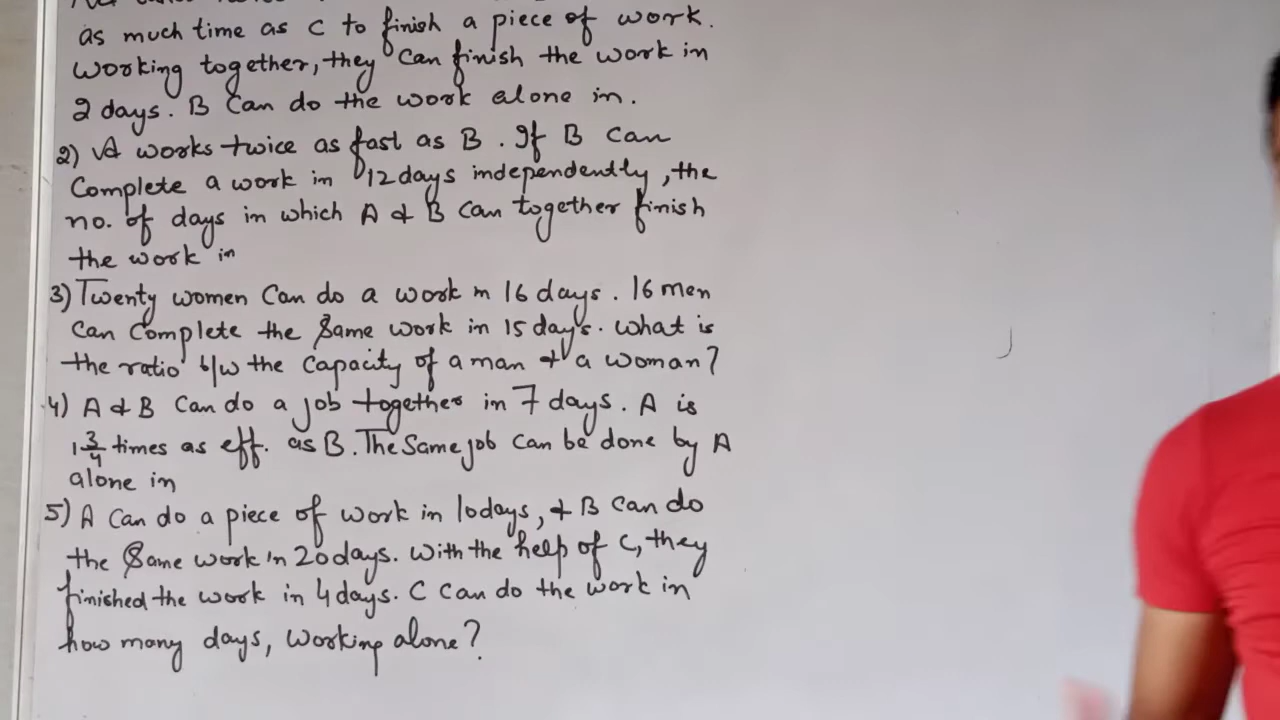 as much time as C to finish a piece of work.
Working together, they can finish the work in
2 days. B can do the work alone in.
2) A works twice as fast as B. If B can
Complete a work in 12 days independently, the
no. of days in which A & B can together finish
the work in
3) Twenty women can do a work in 16 days. 16 men
can complete the same work in 15 days. What is
the ratio b/w the capacity of a man & a woman?
4) A & B can do a job together in 7 days. A is
1 3/4 times as eff. as B. The same job can be done by A
alone in
5) A can do a piece of work in 10 days, & B can do
the same work in 20 days. With the help of C, they
finished the work in 4 days. C can do the work in
how many days, working alone?